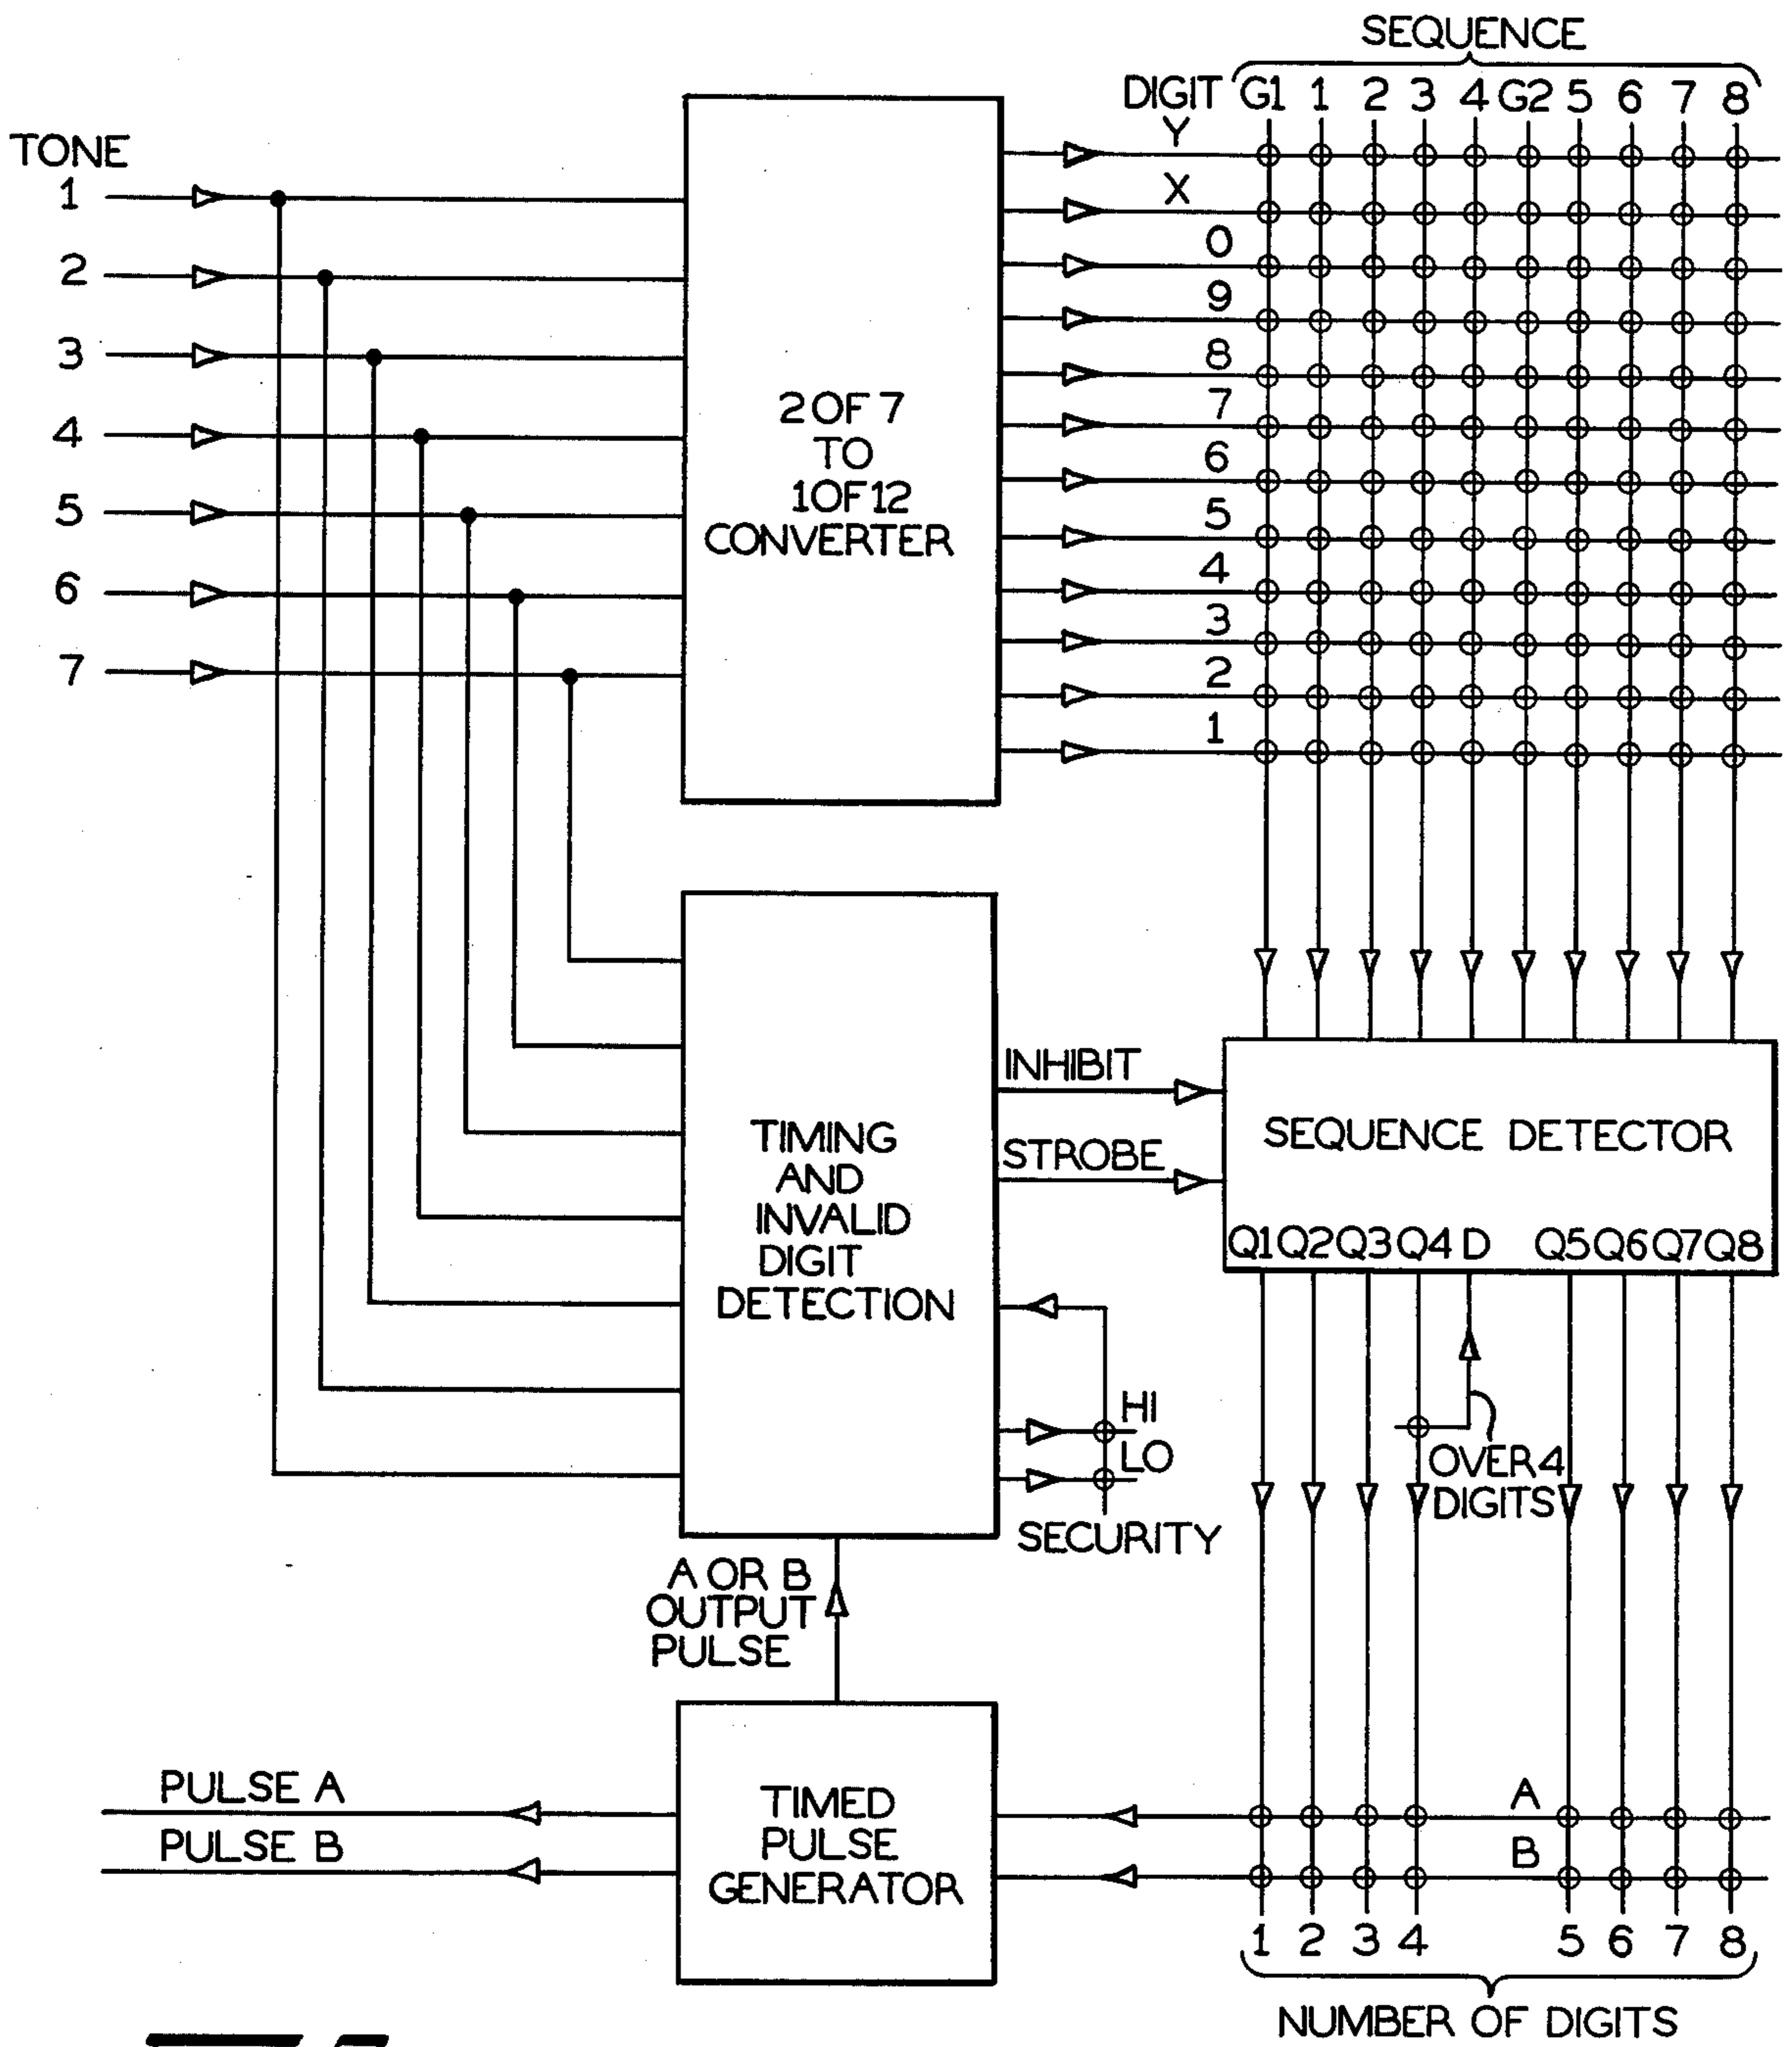 SEQUENCE
DIGIT G1 1 2 3 4 G2 5 6 7 8
TONE
1
2
3
4
5
6
7
Y
X
0
9
8
7
6
5
4
3
2
1
2 OF 7
TO
1 OF 12
CONVERTER
TIMING
AND
INVALID
DIGIT
DETECTION
INHIBIT
STROBE
SEQUENCE DETECTOR
Q1 Q2 Q3 Q4 D Q5 Q6 Q7 Q8
HI
LO
SECURITY
OVER 4
DIGITS
A OR B
OUTPUT
PULSE
PULSE A
PULSE B
TIMED
PULSE
GENERATOR
A
B
1 2 3 4 5 6 7 8
NUMBER OF DIGITS